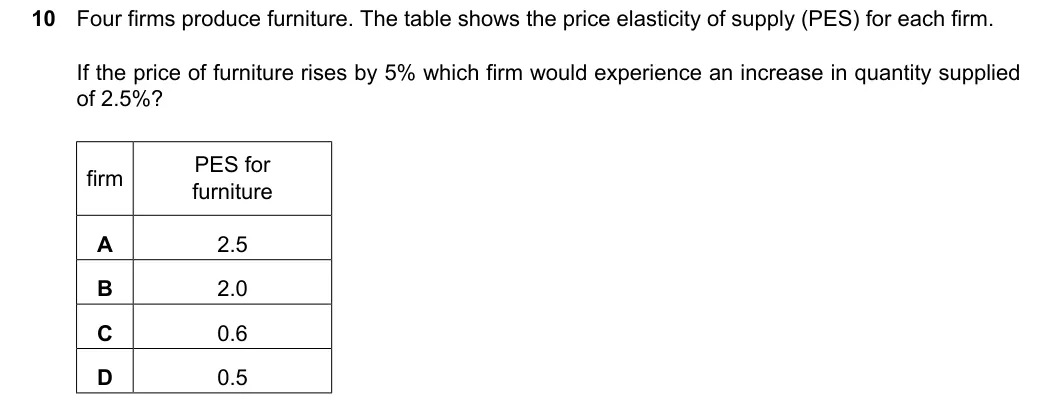 10 Four firms produce furniture. The table shows the price elasticity of supply (PES) for each firm.
If the price of furniture rises by 5% which firm would experience an increase in quantity supplied
of 2.5%?
firm
PES for
furniture
A 2.5
B 2.0
C 0.6
D 0.5